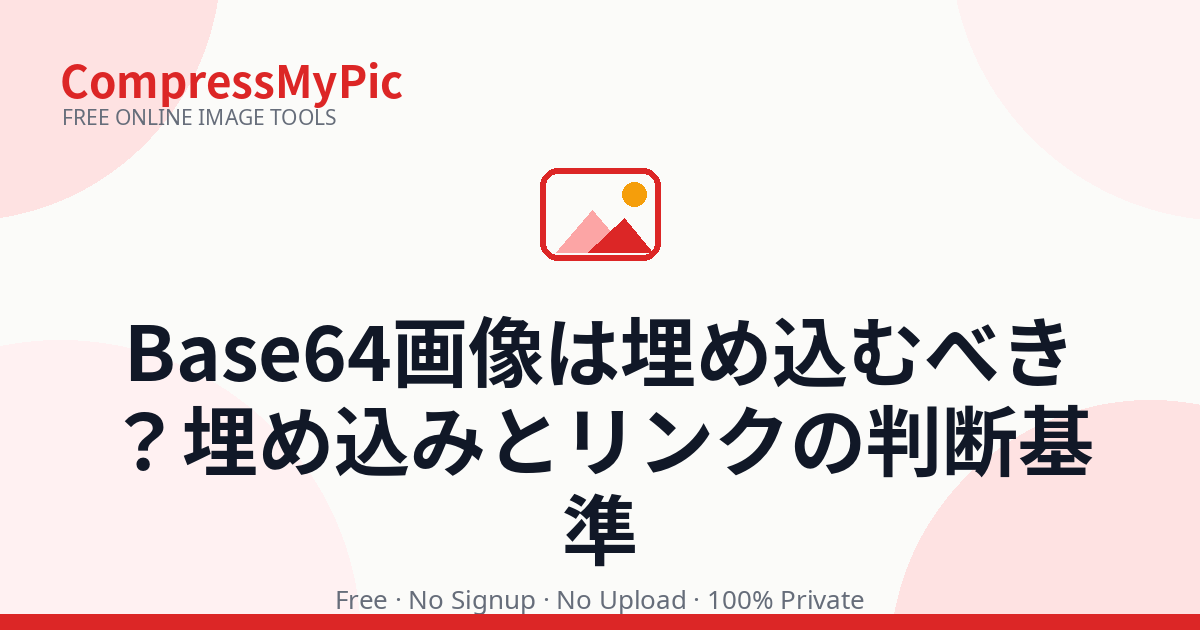 CompressMyPic
FREE ONLINE IMAGE TOOLS
Base64画像は埋め込むべき
？埋め込みとリンクの判断基
準
Free · No Signup · No Upload · 100% Private